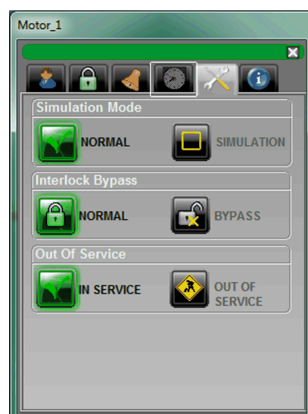 Motor_1
Simulation Mode
NORMAL
SIMULATION
Interlock Bypass
NORMAL
BYPASS
Out Of Service
IN SERVICE
OUT OF
SERVICE